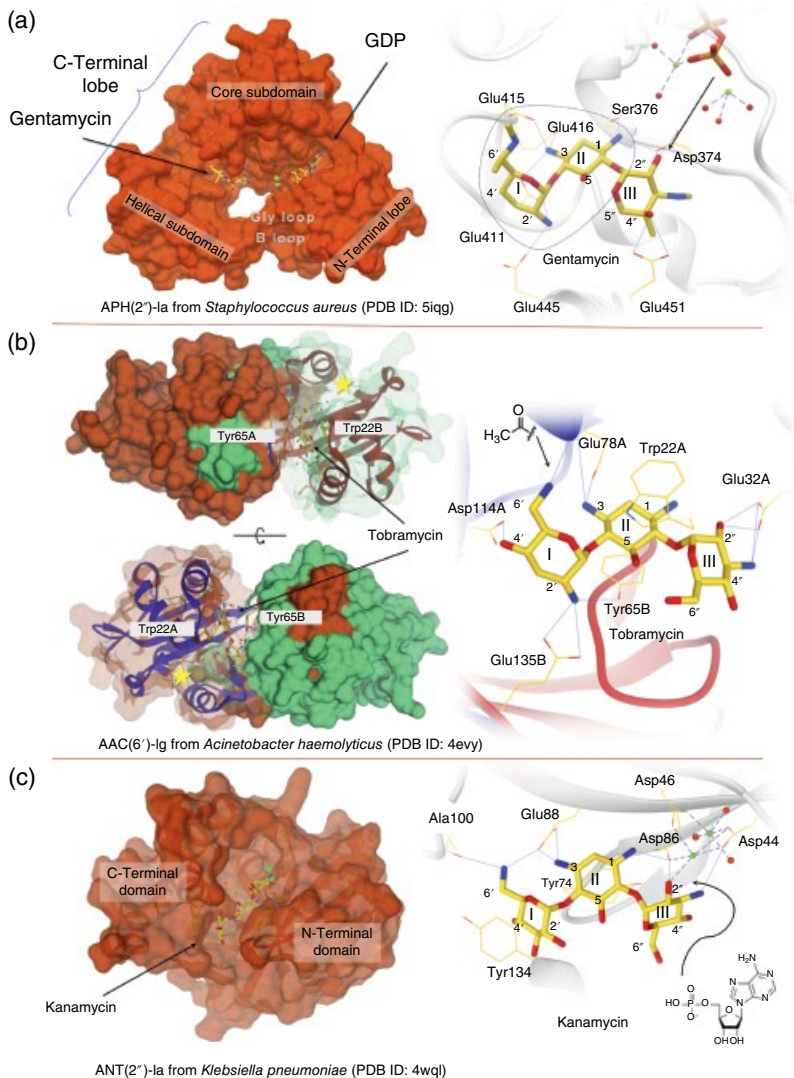 (a)
C-Terminal
lobe
Gentamycin
GDP
Core subdomain
Helical subdomain
Gly loop
B loop
N-Terminal lobe
Glu415
Glu416
Ser376
Asp374
Glu411
Gentamycin
Glu445
Glu451
6′
4′
2′
I
3
II
1
5
2″
III
5″
4″
APH(2″)-Ia from Staphylococcus aureus (PDB ID: 5iqg)
(b)
Tyr65A
Trp22B
Tobramycin
Trp22A
Tyr65B
O
H₃C
Glu78A
Trp22A
Glu32A
Asp114A
6′
4′
I
2′
3
II
1
5
2″
III
4″
6″
Tyr65B
Tobramycin
Glu135B
AAC(6′)-Ig from Acinetobacter haemolyticus (PDB ID: 4evy)
(c)
C-Terminal
domain
N-Terminal
domain
Kanamycin
Asp46
Ala100
Glu88
Asp86
Asp44
Tyr74
6′
4′
I
2′
3
II
1
5
2″
III
4″
6″
Tyr134
Kanamycin
H₂N
N
N
N
N
O
HO
P
O
O⁻
O
OH
OH
ANT(2″)-Ia from Klebsiella pneumoniae (PDB ID: 4wql)